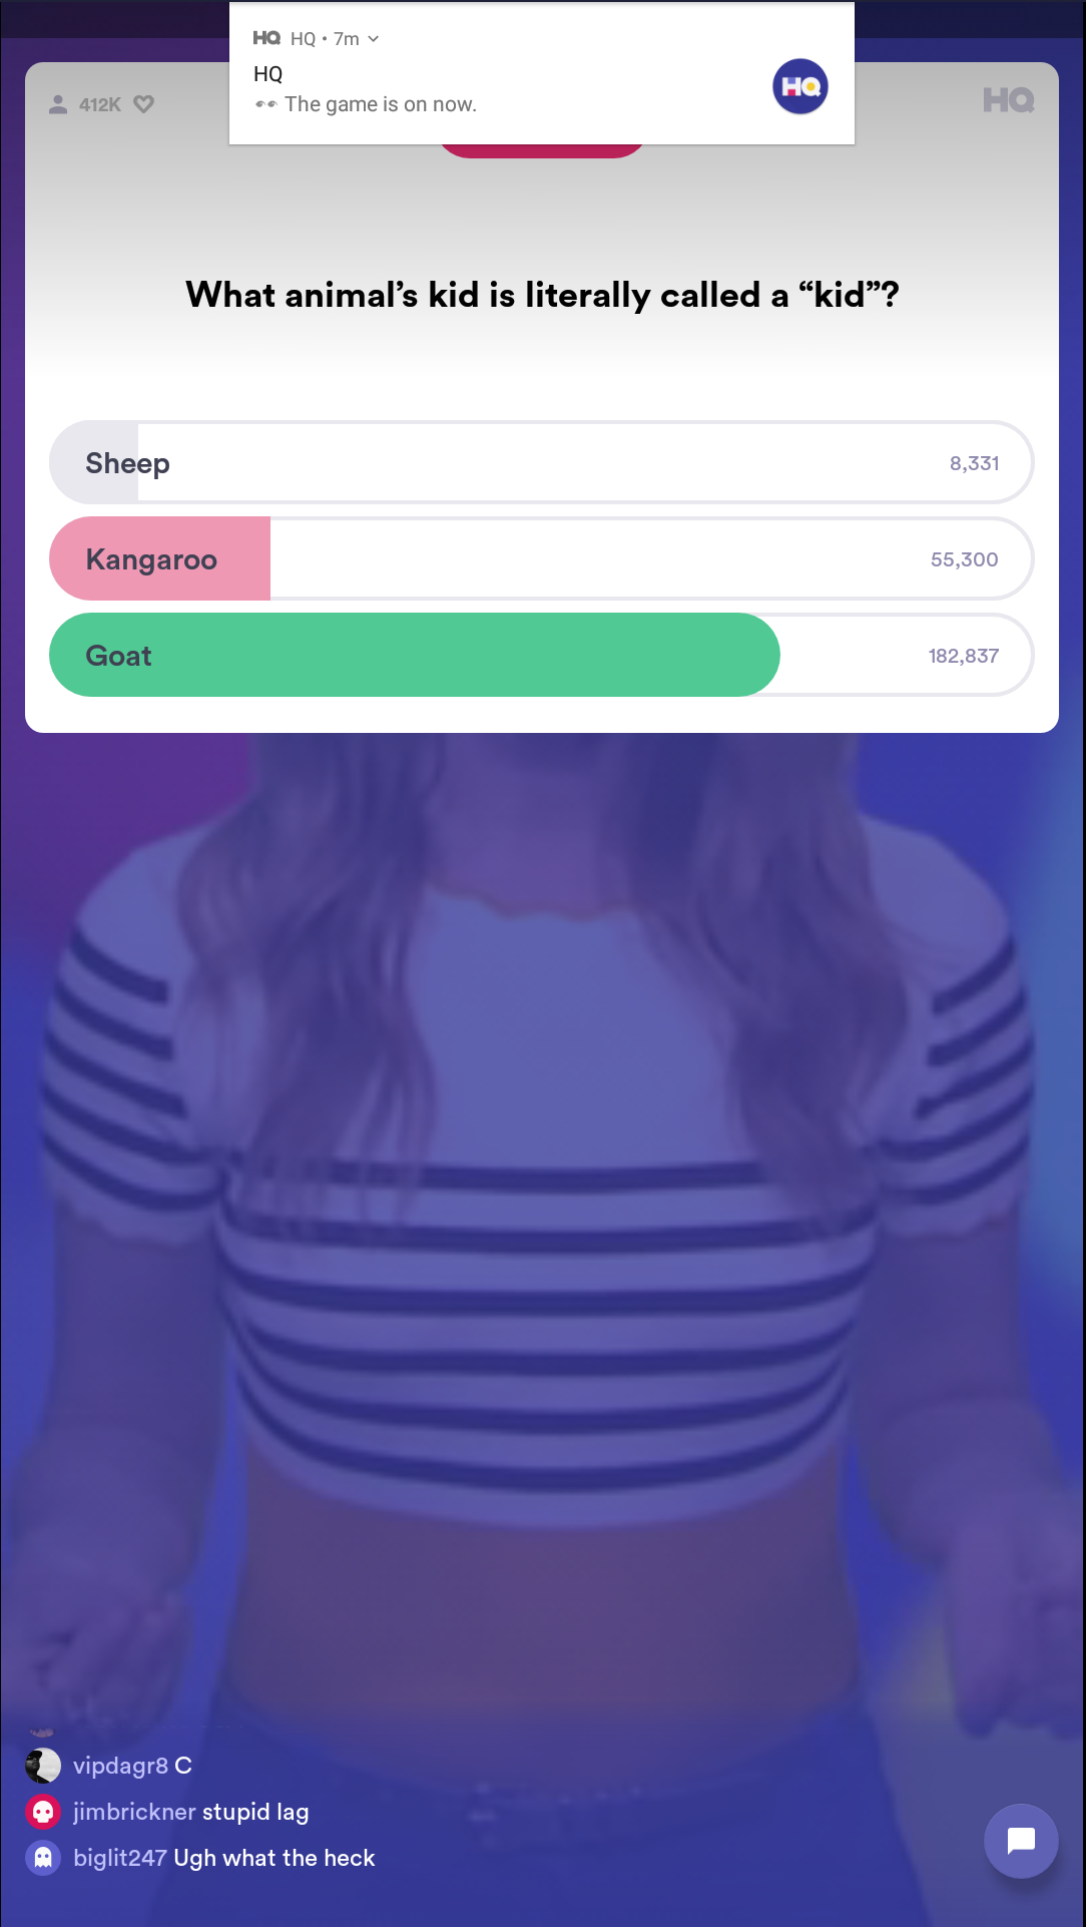 HQ HQ • 7m
HQ
👀 The game is on now.
HQ
412K
HQ
What animal’s kid is literally called a “kid”?
Sheep 8,331
Kangaroo 55,300
Goat 182,837
vipdagr8 C
jimbrickner stupid lag
biglit247 Ugh what the heck